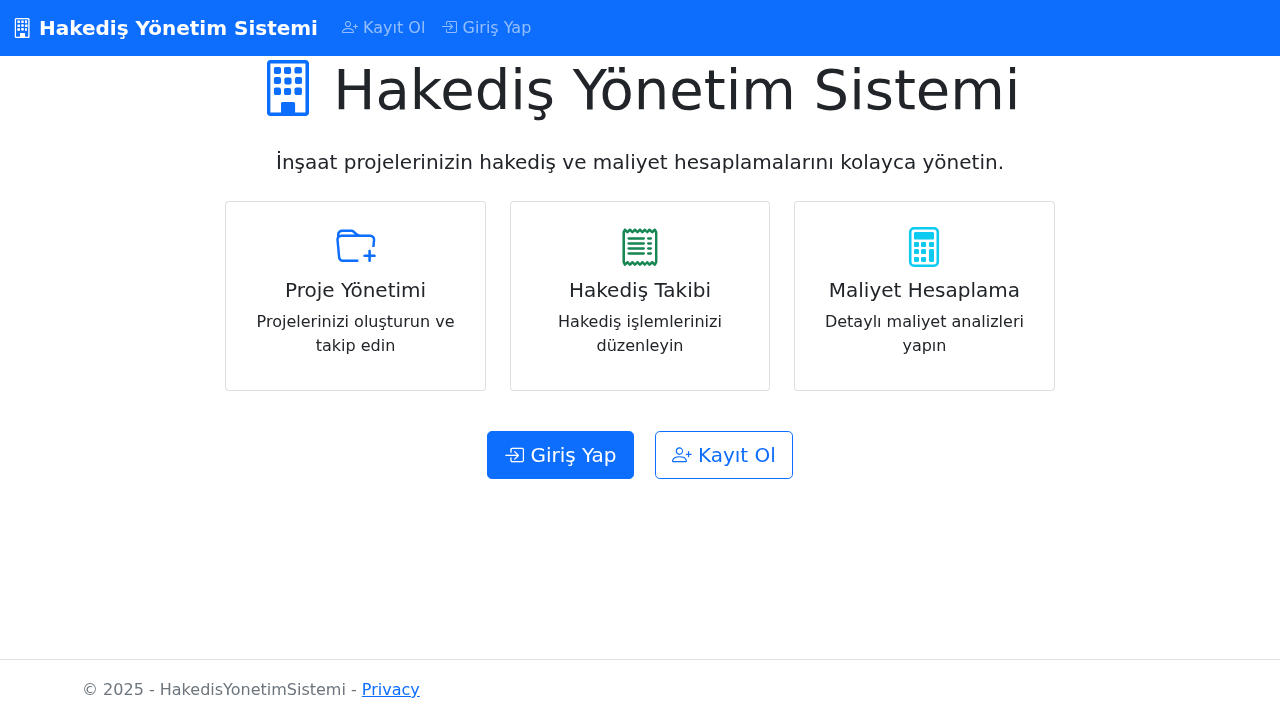 Hakediş Yönetim Sistemi Kayıt Ol Giriş Yap
Hakediş Yönetim Sistemi
İnşaat projelerinizin hakediş ve maliyet hesaplamalarını kolayca yönetin.
Proje Yönetimi
Projelerinizi oluşturun ve
takip edin
Hakediş Takibi
Hakediş işlemlerinizi
düzenleyin
Maliyet Hesaplama
Detaylı maliyet analizleri
yapın
Giriş Yap Kayıt Ol
© 2025 - HakedisYonetimSistemi - Privacy